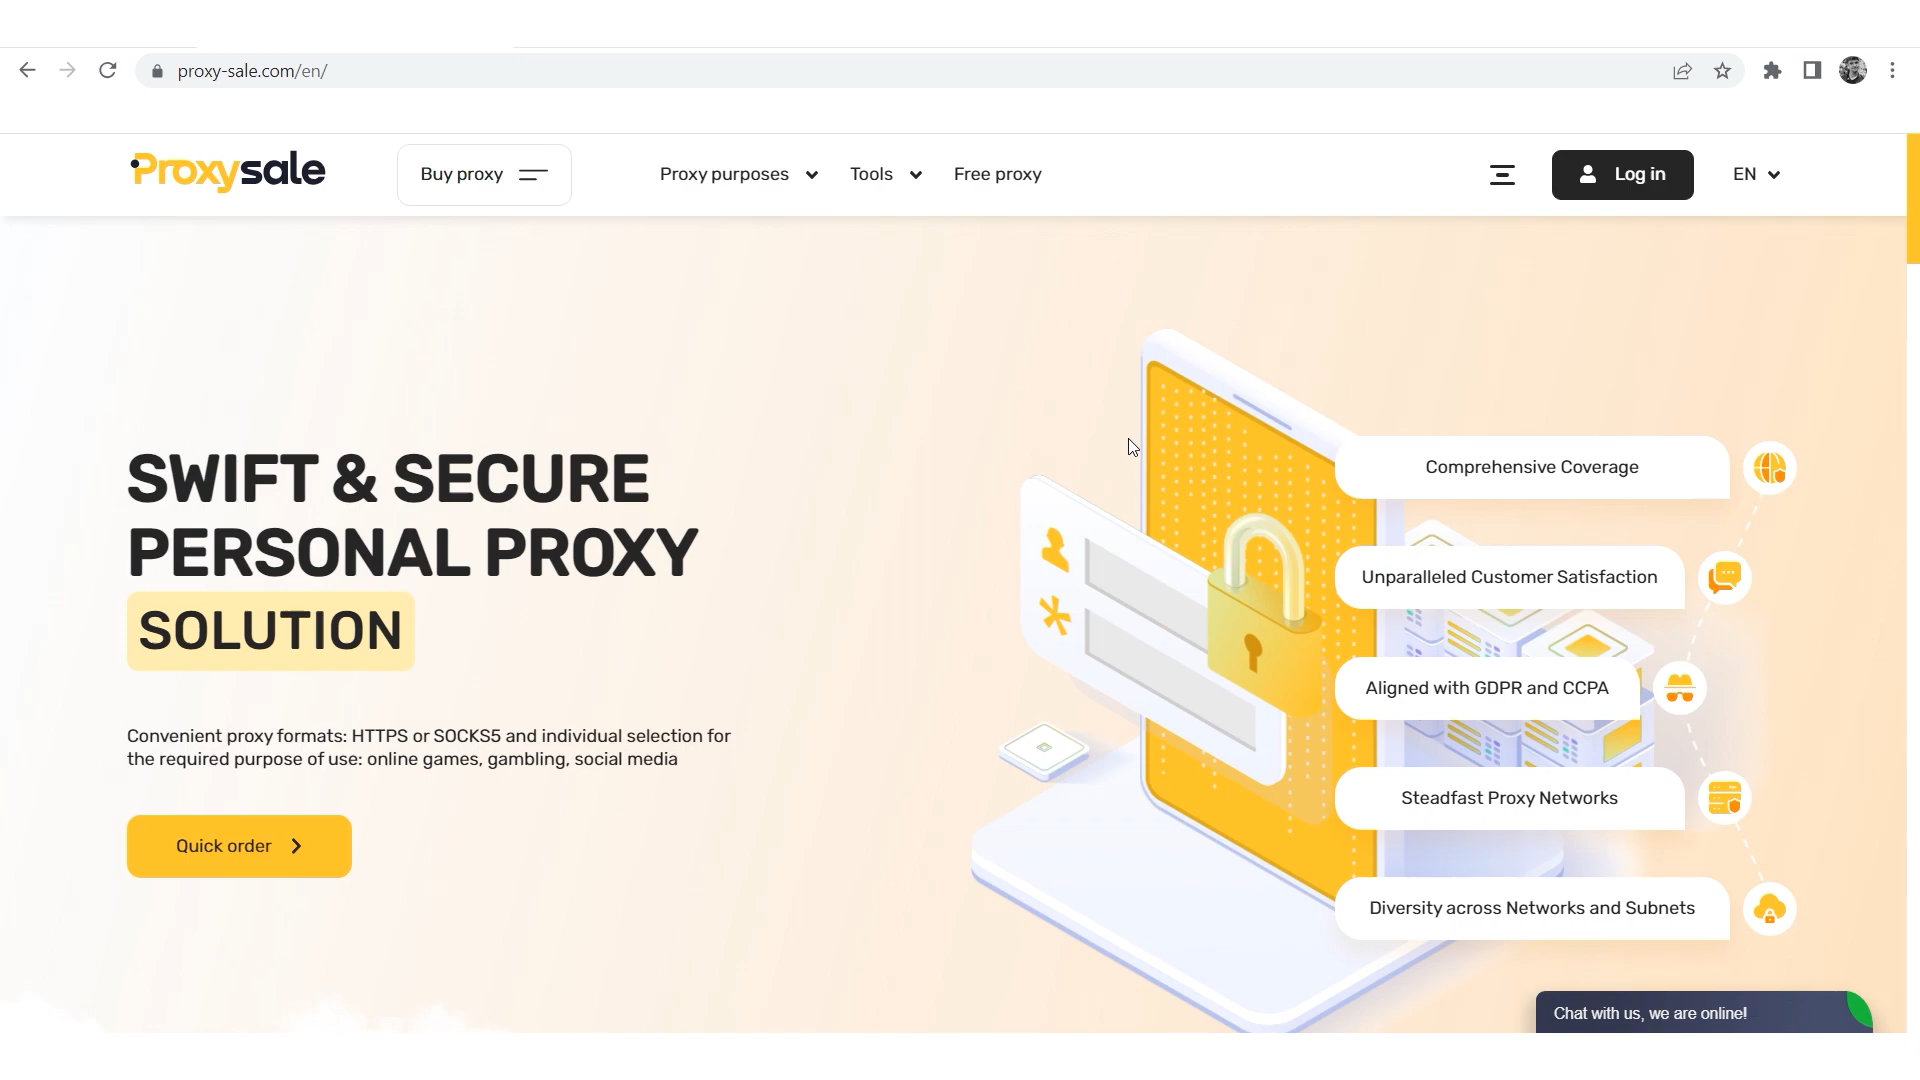 proxy-sale.com/en/
Proxysale
Buy proxy
Proxy purposes
Tools
Free proxy
Log in
EN
SWIFT & SECURE
PERSONAL PROXY
SOLUTION
Convenient proxy formats: HTTPS or SOCKS5 and individual selection for
the required purpose of use: online games, gambling, social media
Quick order
Comprehensive Coverage
Unparalleled Customer Satisfaction
Aligned with GDPR and CCPA
Steadfast Proxy Networks
Diversity across Networks and Subnets
Chat with us, we are online!